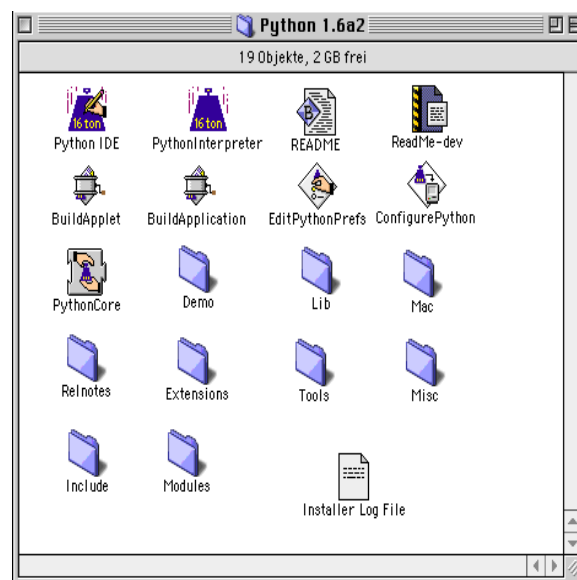 Python 1.6a2
19 Objekte, 2 GB frei
16 ton
16 ton
B
Python IDE
PythonInterpreter
README
ReadMe-dev
BuildApplet
BuildApplication
EditPythonPrefs
ConfigurePython
PythonCore
Demo
Lib
Mac
Relnotes
Extensions
Tools
Misc
Include
Modules
Installer Log File